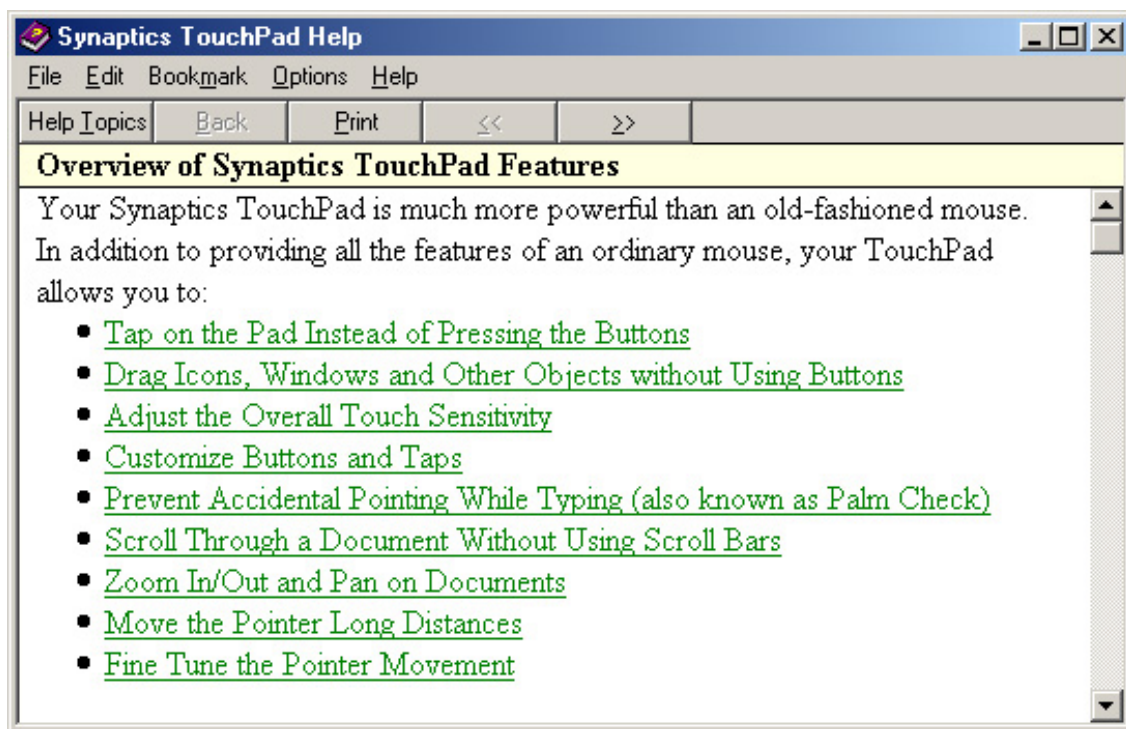 Synaptics TouchPad Help
File Edit Bookmark Options Help
Help Topics Back Print << >>
Overview of Synaptics TouchPad Features
Your Synaptics TouchPad is much more powerful than an old-fashioned mouse.
In addition to providing all the features of an ordinary mouse, your TouchPad
allows you to:
• Tap on the Pad Instead of Pressing the Buttons
• Drag Icons, Windows and Other Objects without Using Buttons
• Adjust the Overall Touch Sensitivity
• Customize Buttons and Taps
• Prevent Accidental Pointing While Typing (also known as Palm Check)
• Scroll Through a Document Without Using Scroll Bars
• Zoom In/Out and Pan on Documents
• Move the Pointer Long Distances
• Fine Tune the Pointer Movement